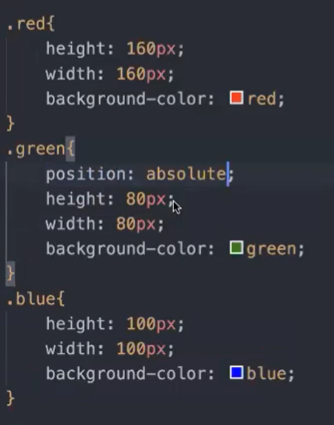 .red{
    height: 160px;
    width: 160px;
    background-color: red;
}
.green{
    position: absolute;
    height: 80px;
    width: 80px;
    background-color: green;
}
.blue{
    height: 100px;
    width: 100px;
    background-color: blue;
}